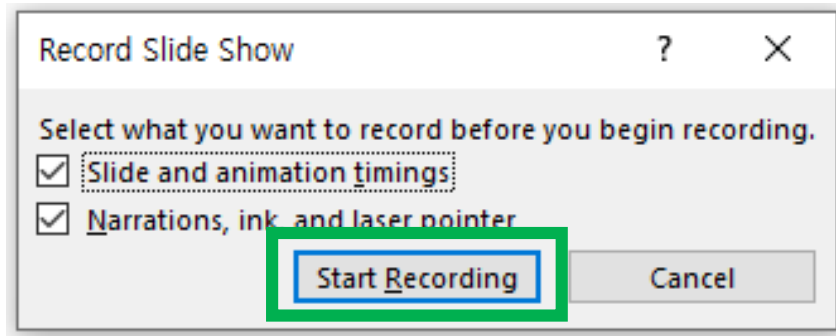 Record Slide Show ?
Select what you want to record before you begin recording.
Slide and animation timings
Narrations, ink, and laser pointer
Start Recording Cancel